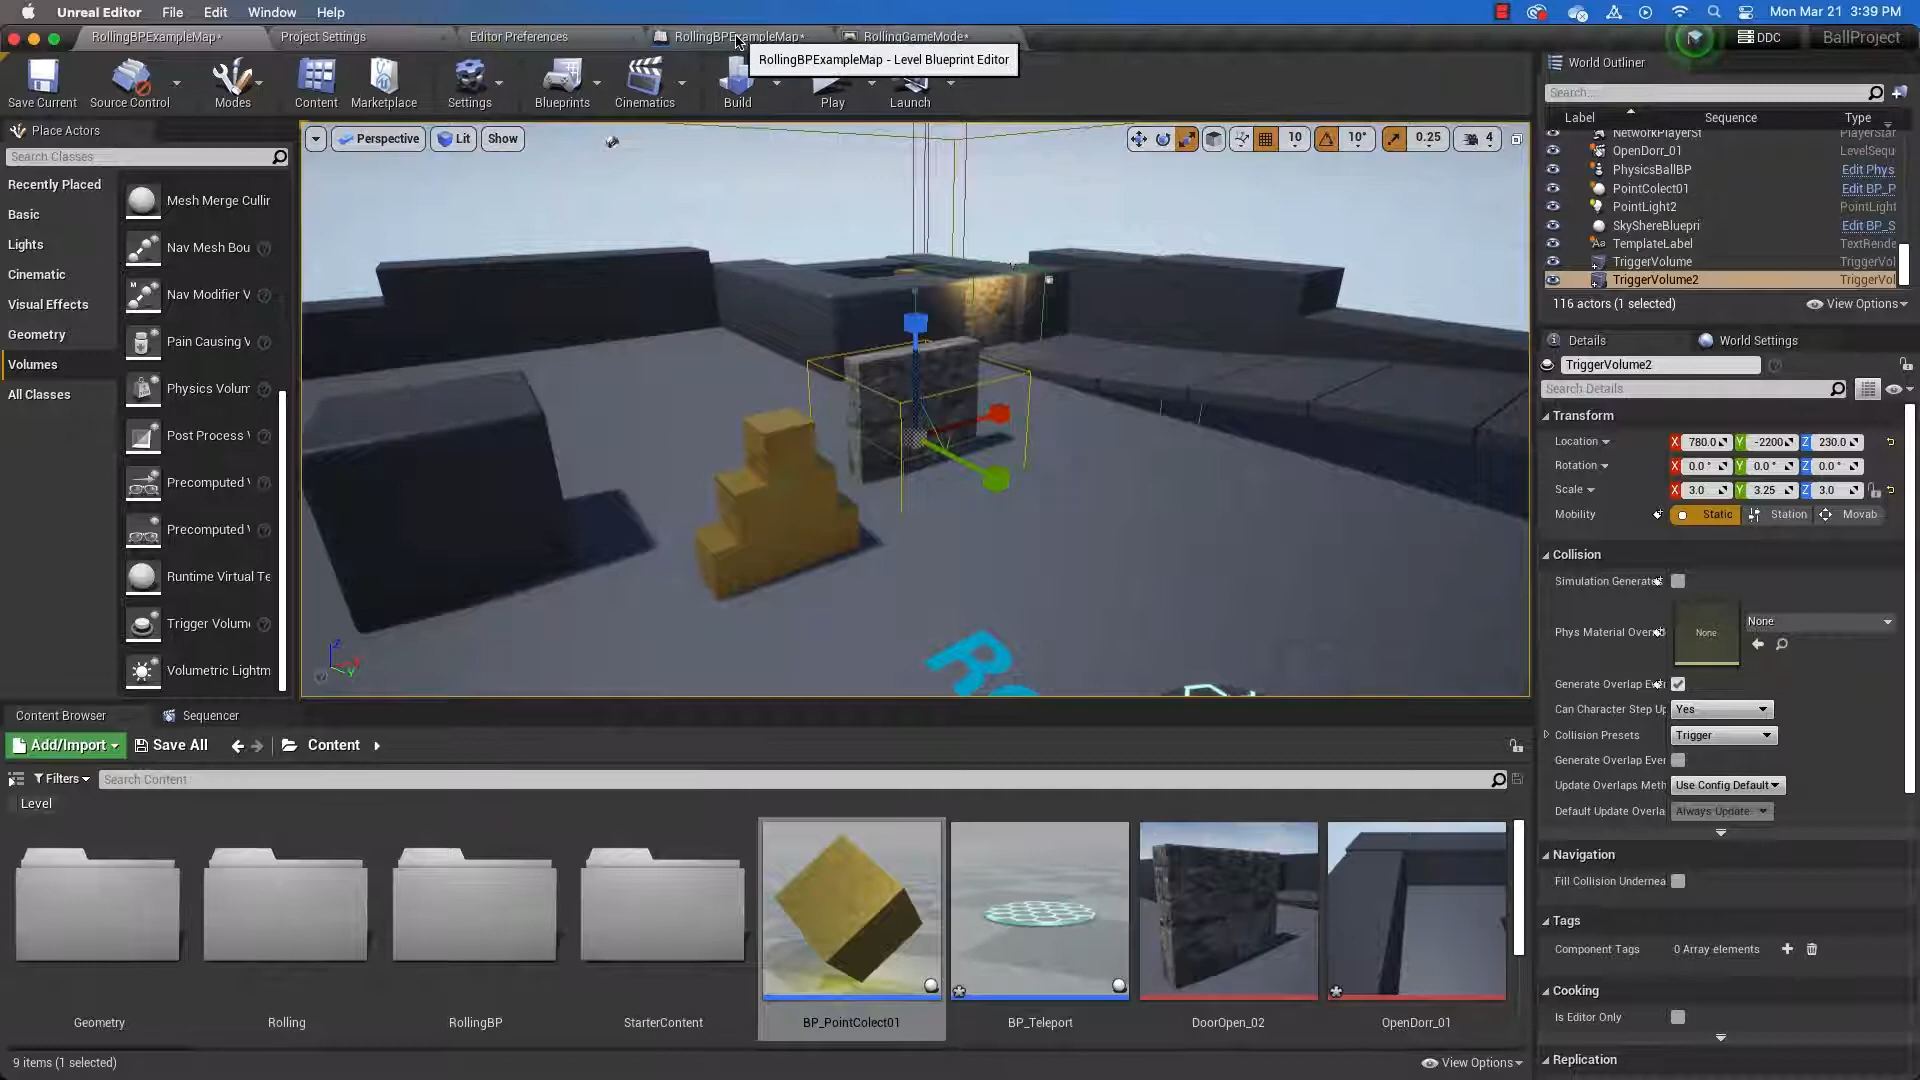 Unreal Editor File Edit Window Help Mon Mar 21 3:39 PM
RollingBPExampleMap* Project Settings Editor Preferences RollingBPExampleMap* RollingGameMode* DDC BallProject
RollingBPExampleMap - Level Blueprint Editor
Save Current Source Control Modes Content Marketplace Settings Blueprints Cinematics Build Play Launch
Place Actors
Search Classes
Recently Placed
Basic
Lights
Cinematic
Visual Effects
Geometry
Volumes
All Classes
Mesh Merge Cullir
Nav Mesh Bou
Nav Modifier V
Pain Causing V
Physics Volum
Post Process V
Precomputed V
Precomputed V
Runtime Virtual Te
Trigger Volume
Volumetric Lightm
Perspective Lit Show 10 10° 0.25 4
World Outliner
Search...
Label Sequence Type
NetworkPlayerSt PlayerStar
OpenDorr_01 LevelSequ
PhysicsBallBP Edit Phys
PointColect01 Edit BP_P
PointLight2 PointLight
SkyShereBluepri Edit BP_S
TemplateLabel TextRende
TriggerVolume TriggerVol
TriggerVolume2 TriggerVol
116 actors (1 selected) View Options
Details World Settings
TriggerVolume2
Search Details
Transform
Location X 780.0 Y -2200 Z 230.0
Rotation X 0.0° Y 0.0° Z 0.0°
Scale X 3.0 Y 3.25 Z 3.0
Mobility Static Station Movab
Collision
Simulation Generates
Phys Material Overrid None None
Generate Overlap Ever
Can Character Step Up Yes
Collision Presets Trigger
Generate Overlap Ever
Update Overlaps Meth Use Config Default
Default Update Overla Always Update
Navigation
Fill Collision Undernea
Tags
Component Tags 0 Array elements
Cooking
Is Editor Only
Replication
Content Browser Sequencer
Add/Import Save All Content
Filters Search Content
Level
Geometry Rolling RollingBP StarterContent BP_PointColect01 BP_Teleport DoorOpen_02 OpenDorr_01
9 items (1 selected) View Options